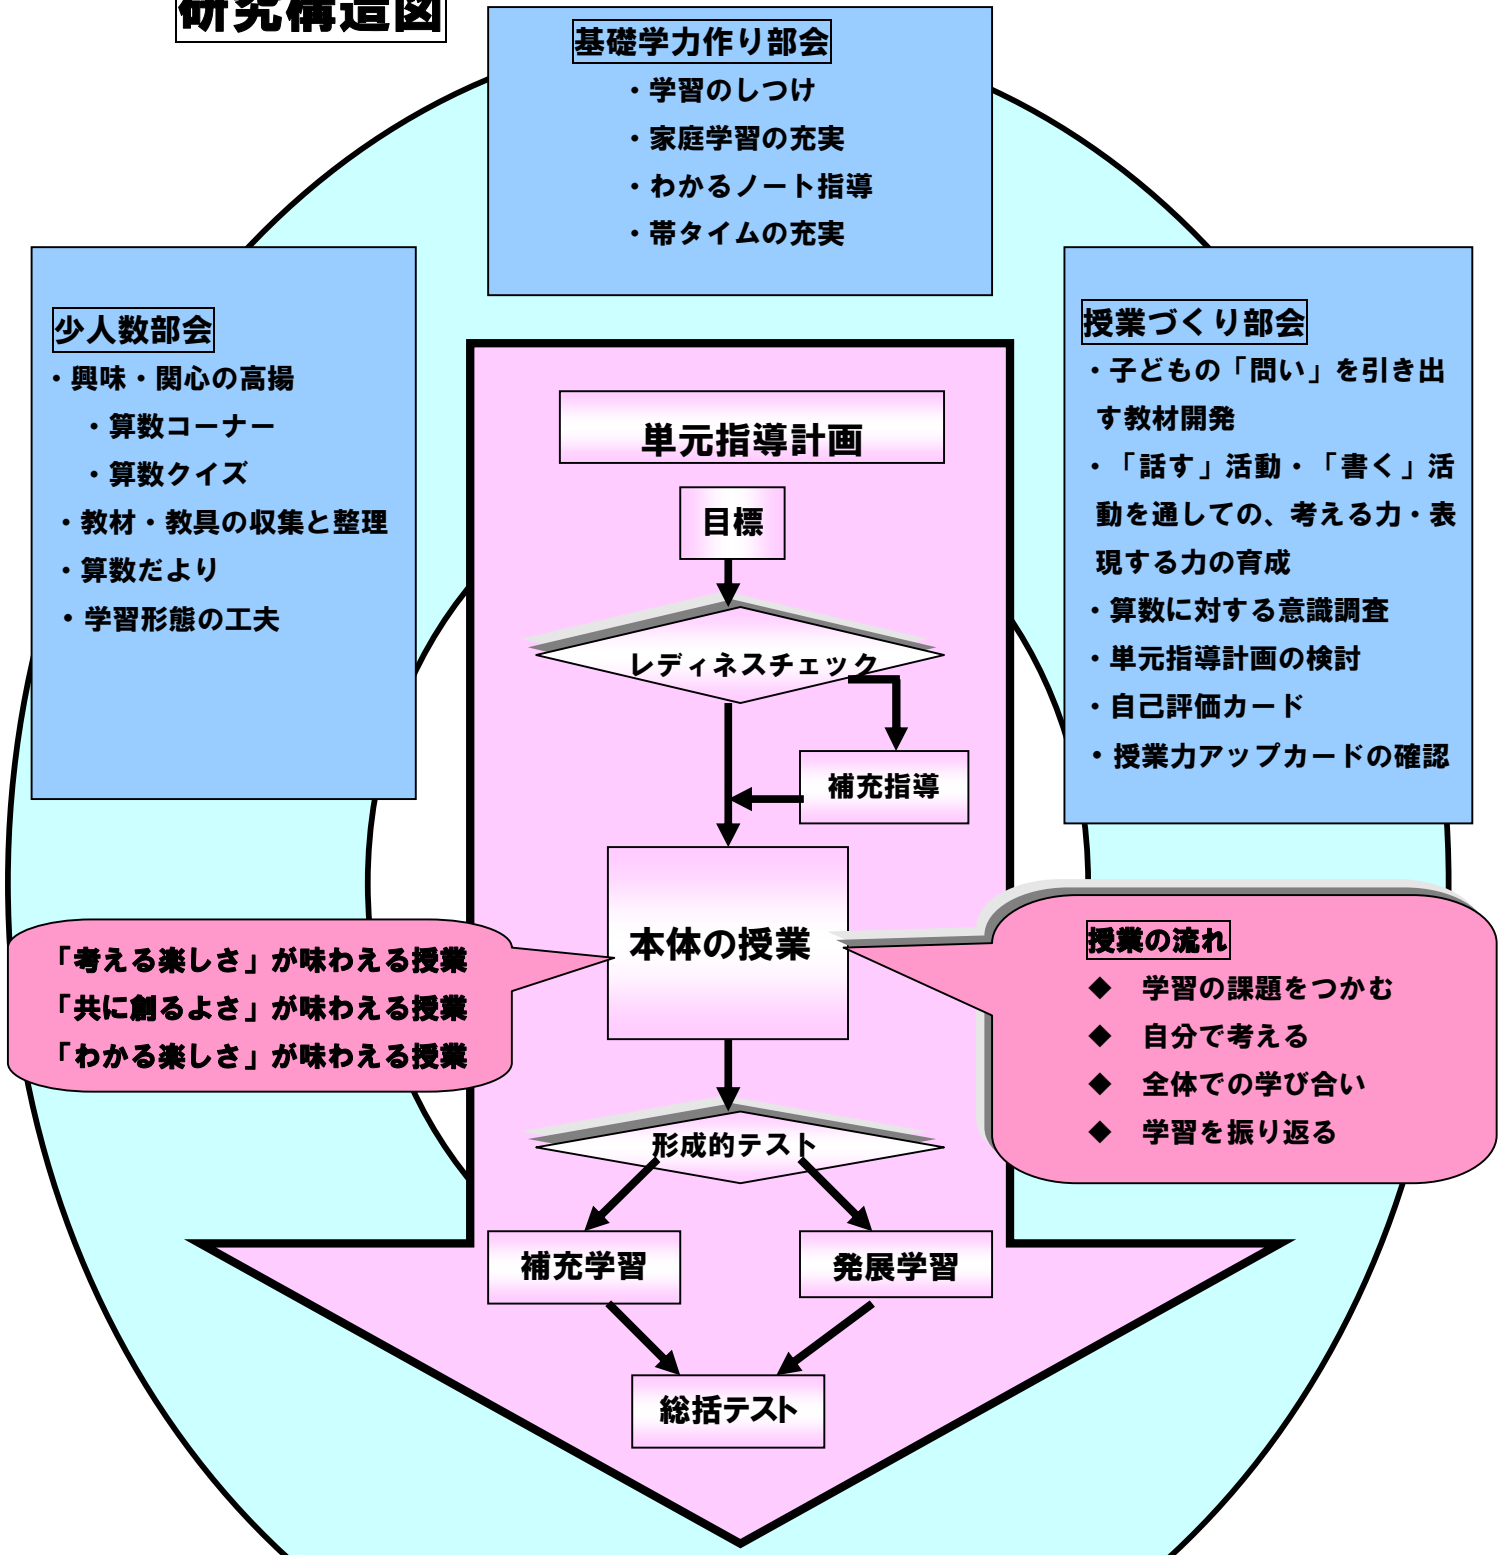 研究構造図
基礎学力作り部会
・学習のしつけ
・家庭学習の充実
・わかるノート指導
・帯タイムの充実
少人数部会
・興味・関心の高揚
・算数コーナー
・算数クイズ
・教材・教具の収集と整理
・算数だより
・学習形態の工夫
授業づくり部会
・子どもの「問い」を引き出
す教材開発
・「話す」活動・「書く」活
動を通しての、考える力・表
現する力の育成
・算数に対する意識調査
・単元指導計画の検討
・自己評価カード
・授業力アップカードの確認
単元指導計画
目標
レディネスチェック
補充指導
本体の授業
「考える楽しさ」が味わえる授業
「共に創るよさ」が味わえる授業
「わかる楽しさ」が味わえる授業
授業の流れ
◆ 学習の課題をつかむ
◆ 自分で考える
◆ 全体での学び合い
◆ 学習を振り返る
形成的テスト
補充学習
発展学習
総括テスト